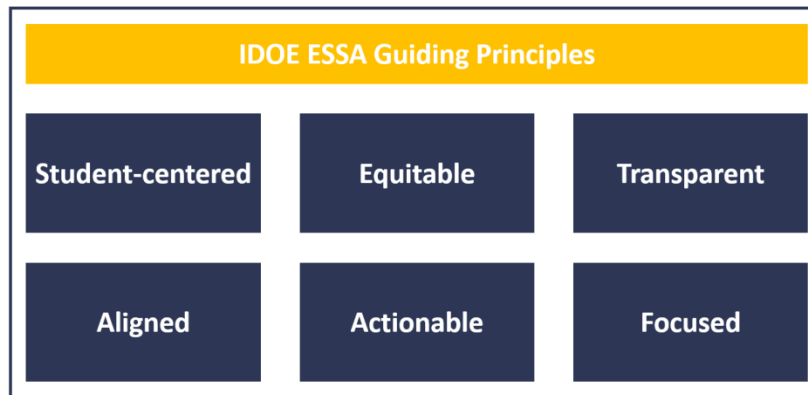 IDOE ESSA Guiding Principles
Student-centered
Equitable
Transparent
Aligned
Actionable
Focused